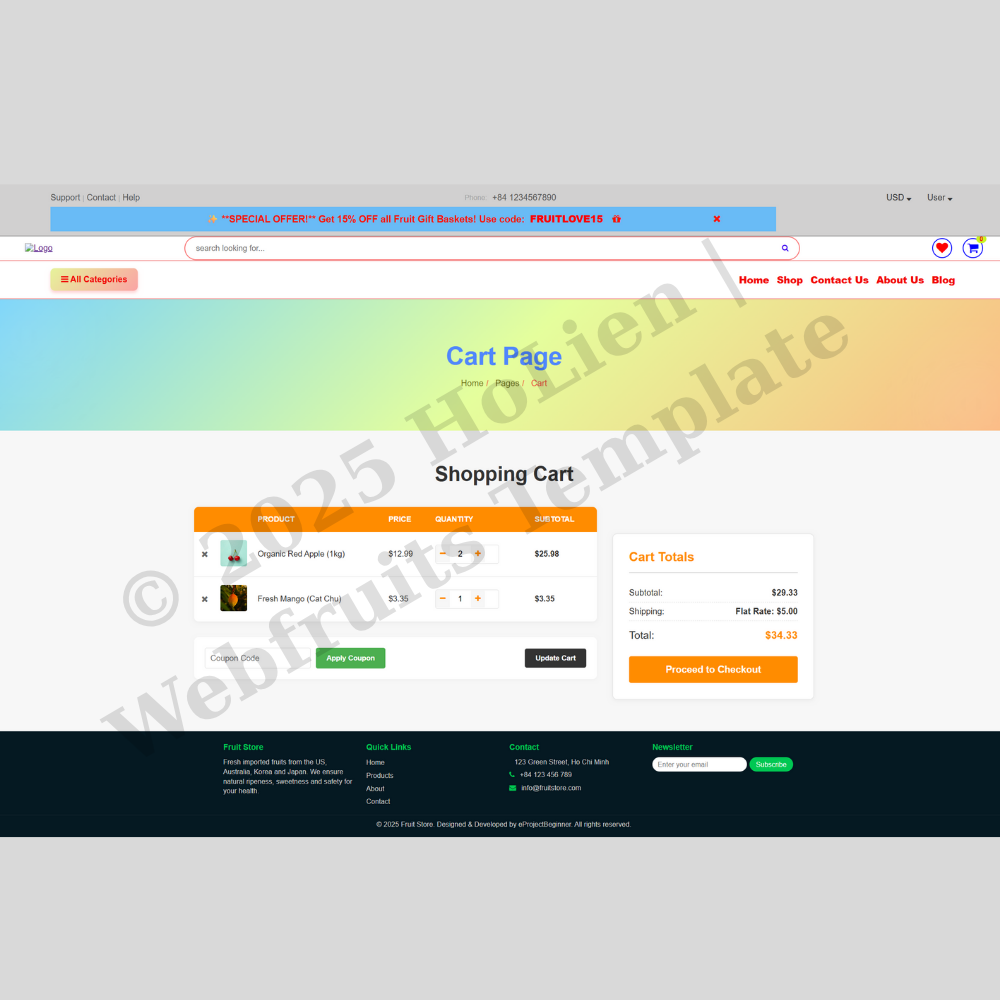 Support | Contact | Help
Phone: +84 1234567890
USD
User
✨ **SPECIAL OFFER!** Get 15% OFF all Fruit Gift Baskets! Use code: FRUITLOVE15
Logo
search looking for...
0
All Categories
Home Shop Contact Us About Us Blog
Cart Page
Home / Pages / Cart
Shopping Cart
PRODUCT PRICE QUANTITY SUBTOTAL
Organic Red Apple (1kg) $12.99 2 $25.98
Fresh Mango (Cat Chu) $3.35 1 $3.35
Coupon Code Apply Coupon Update Cart
Cart Totals
Subtotal: $29.33
Shipping: Flat Rate: $5.00
Total: $34.33
Proceed to Checkout
Fruit Store
Fresh imported fruits from the US,
Australia, Korea and Japan. We ensure
natural ripeness, sweetness and safety for
your health.
Quick Links
Home
Products
About
Contact
Contact
123 Green Street, Ho Chi Minh
+84 123 456 789
info@fruitstore.com
Newsletter
Enter your email Subscribe
© 2025 Fruit Store. Designed & Developed by eProjectBeginner. All rights reserved.
© 2025 HoLien |
Webfruits Template